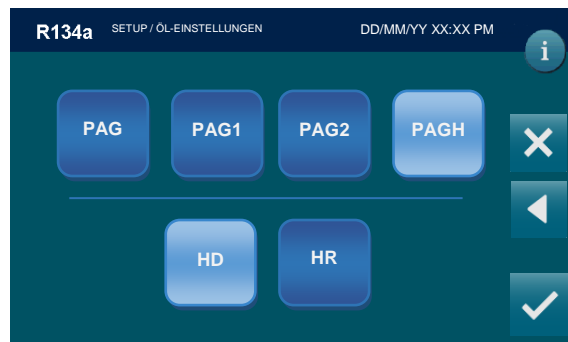 R134a SETUP / ÖL-EINSTELLUNGEN DD/MM/YY XX:XX PM
i
PAG PAG1 PAG2 PAGH
HD HR